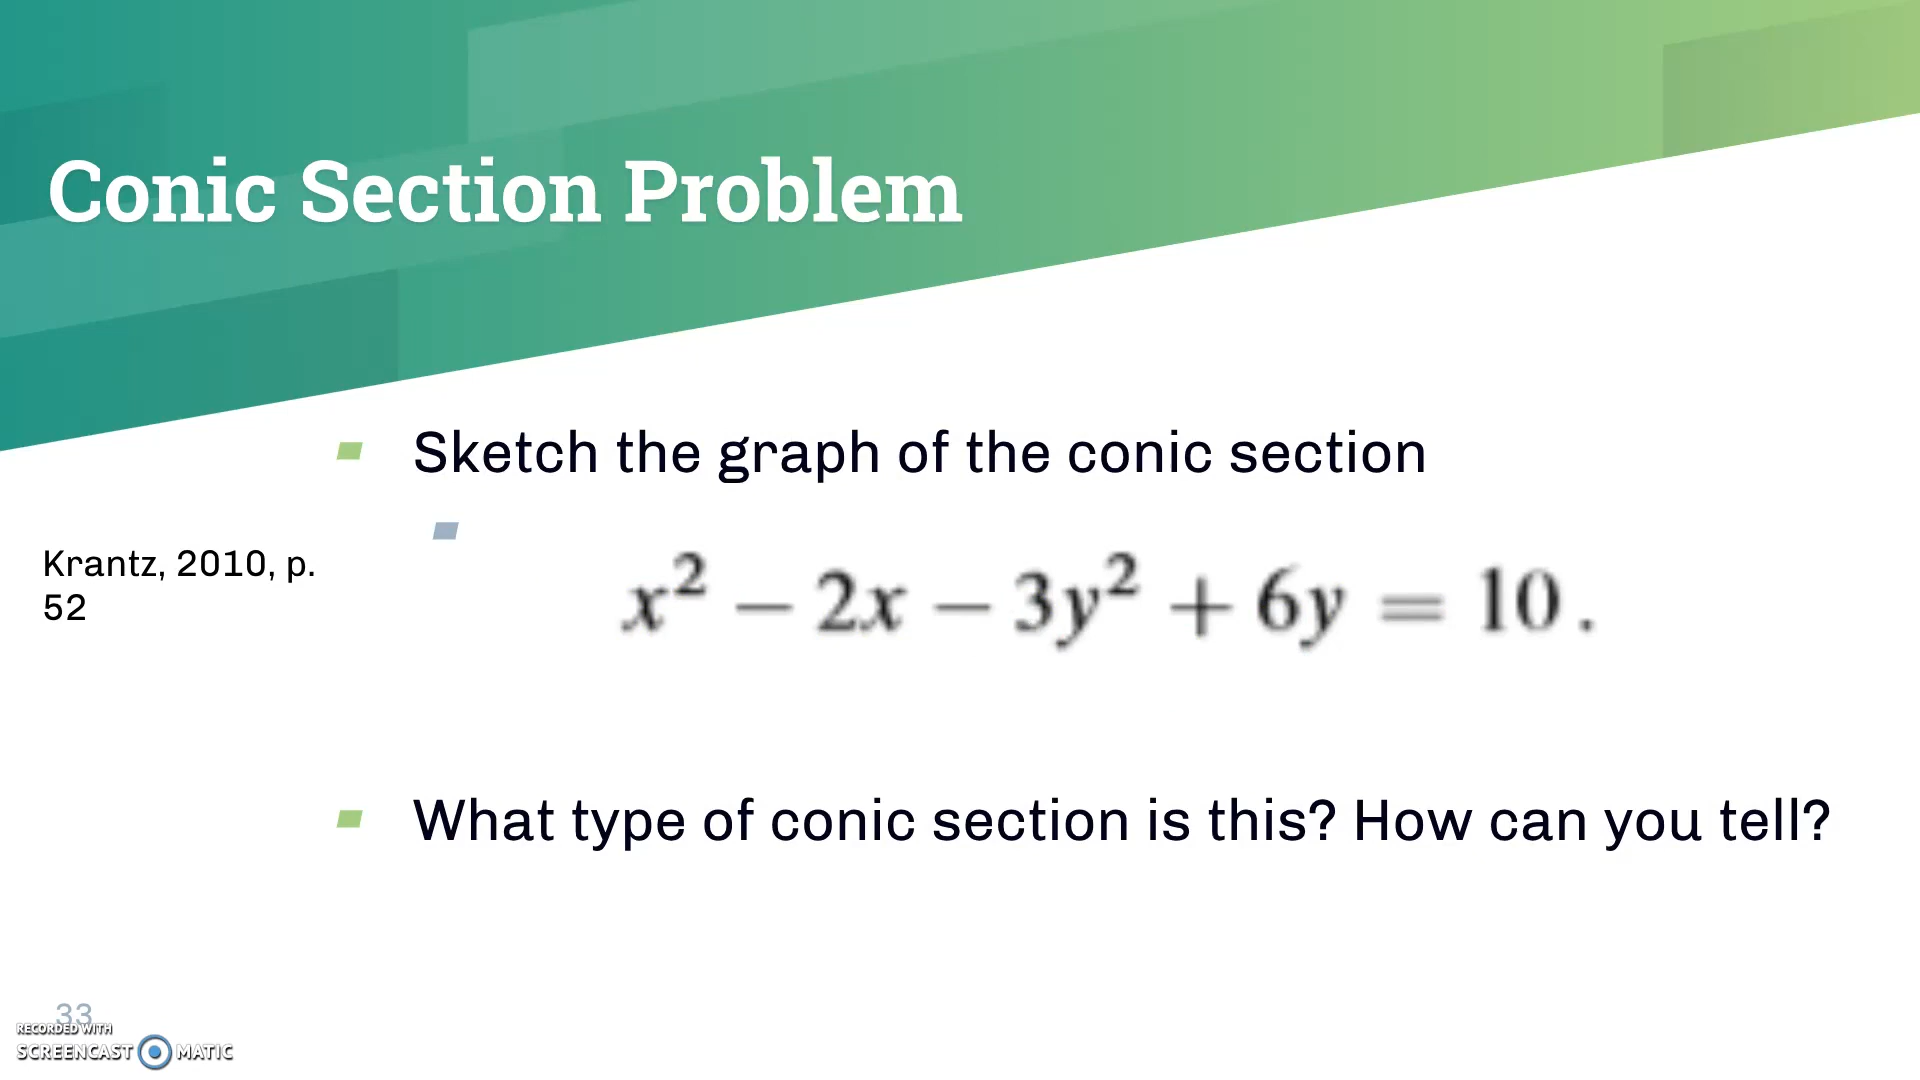 Conic Section Problem
Sketch the graph of the conic section
Krantz, 2010, p.
52
x² − 2x − 3y² + 6y = 10 .
What type of conic section is this? How can you tell?
33
RECORDED WITH
SCREENCAST MATIC